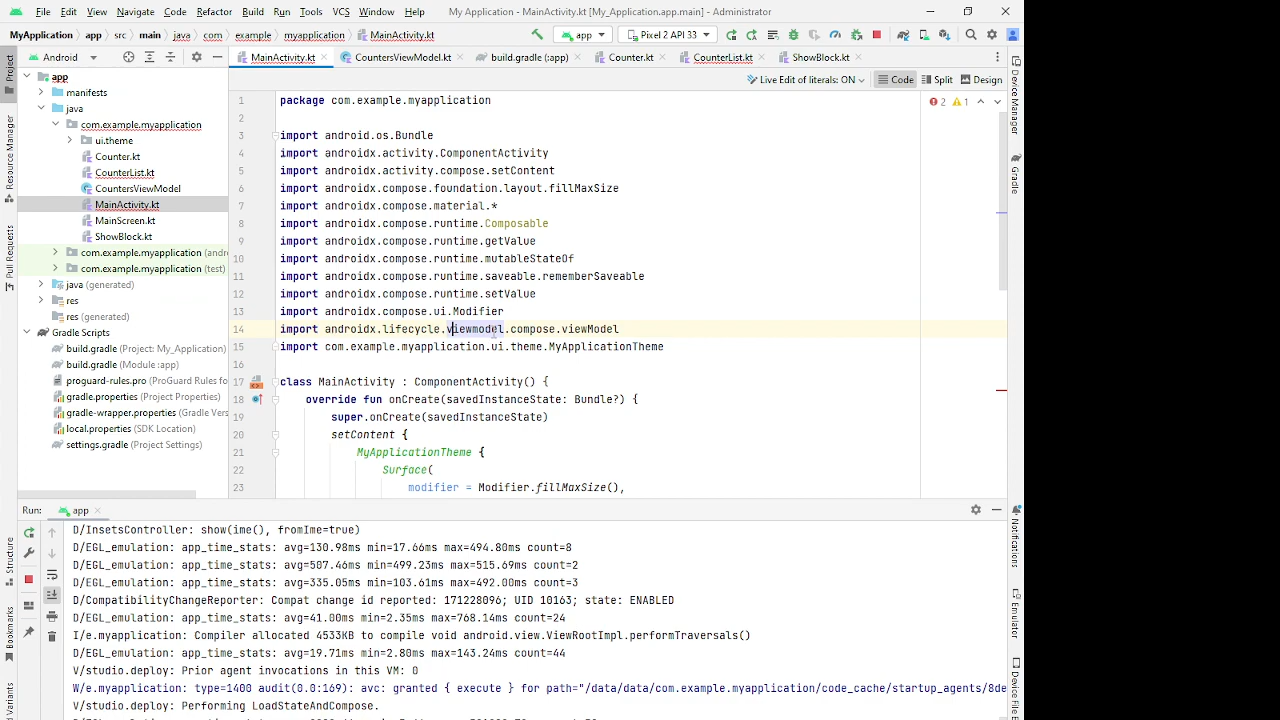 File Edit View Navigate Code Refactor Build Run Tools VCS Window Help My Application - MainActivity.kt [My_Application.app.main] - Administrator
MyApplication app src main java com example myapplication MainActivity.kt app Pixel 2 API 33
Android MainActivity.kt CountersViewModel.kt build.gradle (:app) Counter.kt CounterList.kt ShowBlock.kt
Live Edit of literals: ON Code Split Design
Project
Resource Manager
Pull Requests
Structure
Bookmarks
Variants
app
manifests
java
com.example.myapplication
ui.theme
Counter.kt
CounterList.kt
CountersViewModel
MainActivity.kt
MainScreen.kt
ShowBlock.kt
com.example.myapplication (andr
com.example.myapplication (test)
java (generated)
res
res (generated)
Gradle Scripts
build.gradle (Project: My_Application)
build.gradle (Module :app)
proguard-rules.pro (ProGuard Rules for
gradle.properties (Project Properties)
gradle-wrapper.properties (Gradle Vers
local.properties (SDK Location)
settings.gradle (Project Settings)
2 1
1 package com.example.myapplication
2
3 import android.os.Bundle
4 import androidx.activity.ComponentActivity
5 import androidx.activity.compose.setContent
6 import androidx.compose.foundation.layout.fillMaxSize
7 import androidx.compose.material.*
8 import androidx.compose.runtime.Composable
9 import androidx.compose.runtime.getValue
10 import androidx.compose.runtime.mutableStateOf
11 import androidx.compose.runtime.saveable.rememberSaveable
12 import androidx.compose.runtime.setValue
13 import androidx.compose.ui.Modifier
14 import androidx.lifecycle.viewmodel.compose.viewModel
15 import com.example.myapplication.ui.theme.MyApplicationTheme
16
17 class MainActivity : ComponentActivity() {
18 override fun onCreate(savedInstanceState: Bundle?) {
19 super.onCreate(savedInstanceState)
20 setContent {
21 MyApplicationTheme {
22 Surface(
23 modifier = Modifier.fillMaxSize(),
Device Manager
Gradle
Notifications
Emulator
Device File E
Run: app
D/InsetsController: show(ime(), fromIme=true)
D/EGL_emulation: app_time_stats: avg=130.98ms min=17.66ms max=494.80ms count=8
D/EGL_emulation: app_time_stats: avg=507.46ms min=499.23ms max=515.69ms count=2
D/EGL_emulation: app_time_stats: avg=335.05ms min=103.61ms max=492.00ms count=3
D/CompatibilityChangeReporter: Compat change id reported: 171228096; UID 10163; state: ENABLED
D/EGL_emulation: app_time_stats: avg=41.00ms min=2.35ms max=768.14ms count=24
I/e.myapplication: Compiler allocated 4533KB to compile void android.view.ViewRootImpl.performTraversals()
D/EGL_emulation: app_time_stats: avg=19.71ms min=2.80ms max=143.24ms count=44
V/studio.deploy: Prior agent invocations in this VM: 0
W/e.myapplication: type=1400 audit(0.0:169): avc: granted { execute } for path="/data/data/com.example.myapplication/code_cache/startup_agents/8de
V/studio.deploy: Performing LoadStateAndCompose.